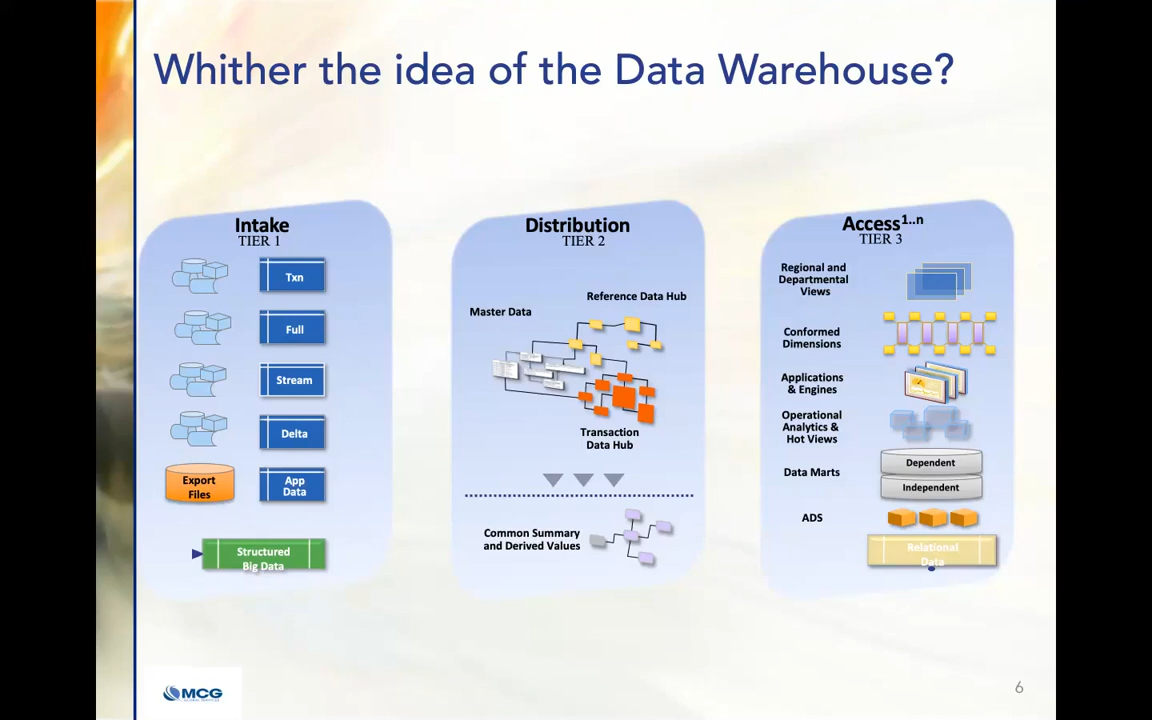 Whither the idea of the Data Warehouse?
Intake
TIER 1
Txn
Full
Stream
Delta
Export
Files
App
Data
Structured
Big Data
Distribution
TIER 2
Reference Data Hub
Master Data
Transaction
Data Hub
Common Summary
and Derived Values
Access1..n
TIER 3
Regional and
Departmental
Views
Conformed
Dimensions
Applications
& Engines
Operational
Analytics &
Hot Views
Data Marts
Dependent
Independent
ADS
Relational
Data
MCG
6